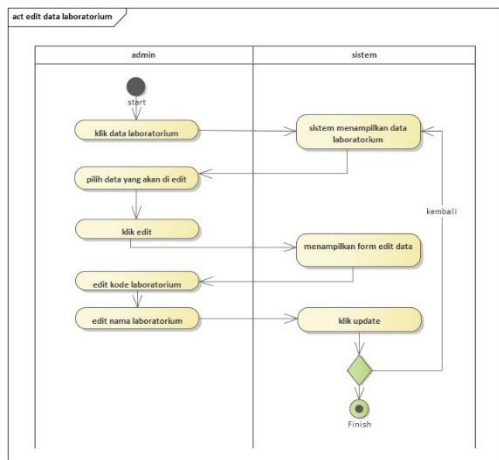 act edit data laboratorium
admin
sistem
start
klik data laboratorium
sistem menampilkan data
laboratorium
pilih data yang akan di edit
kembali
klik edit
menampilkan form edit data
edit kode laboratorium
edit nama laboratorium
klik update
Finish